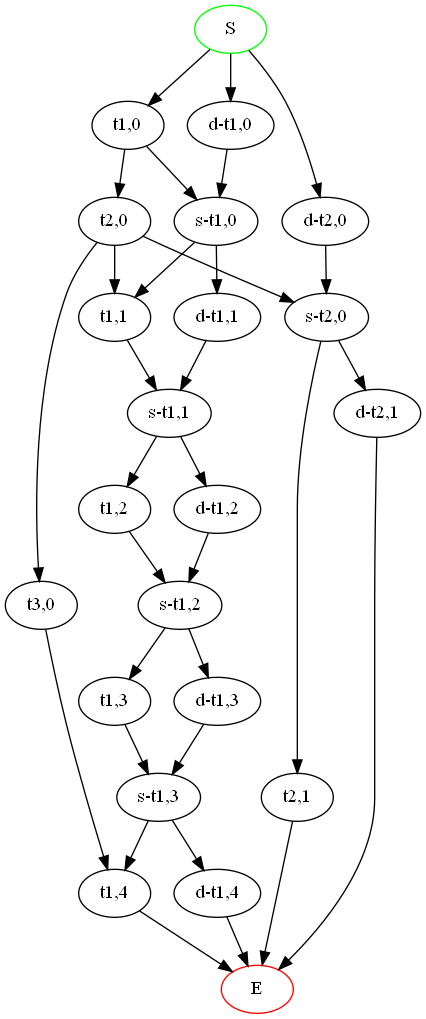 S
t1,0
d-t1,0
t2,0
s-t1,0
d-t2,0
t1,1
d-t1,1
s-t2,0
s-t1,1
d-t2,1
t1,2
d-t1,2
t3,0
s-t1,2
t1,3
d-t1,3
s-t1,3
t2,1
t1,4
d-t1,4
E